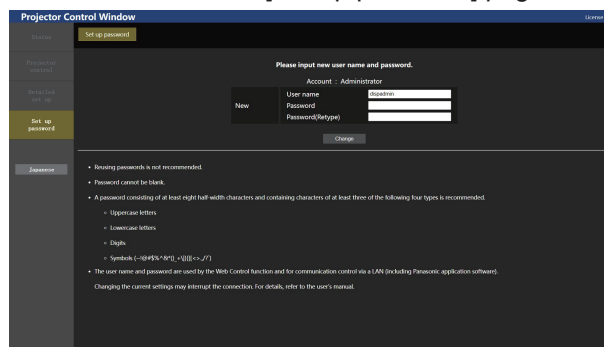 Projector Control Window
License
Status
Set up password
Projector
control
Detailed
set up
Set up
password
Japanese
Please input new user name and password.
Account : Administrator
New
User name
dispadmin
Password
Password(Retype)
Change
• Reusing passwords is not recommended.
• Password cannot be blank.
• A password consisting of at least eight half-width characters and containing characters of at least three of the following four types is recommended.
○ Uppercase letters
○ Lowercase letters
○ Digits
○ Symbols
• The user name and password are used by the Web Control function and for communication control via a LAN (including Panasonic application software).
Changing the current settings may interrupt the connection. For details, refer to the user's manual.